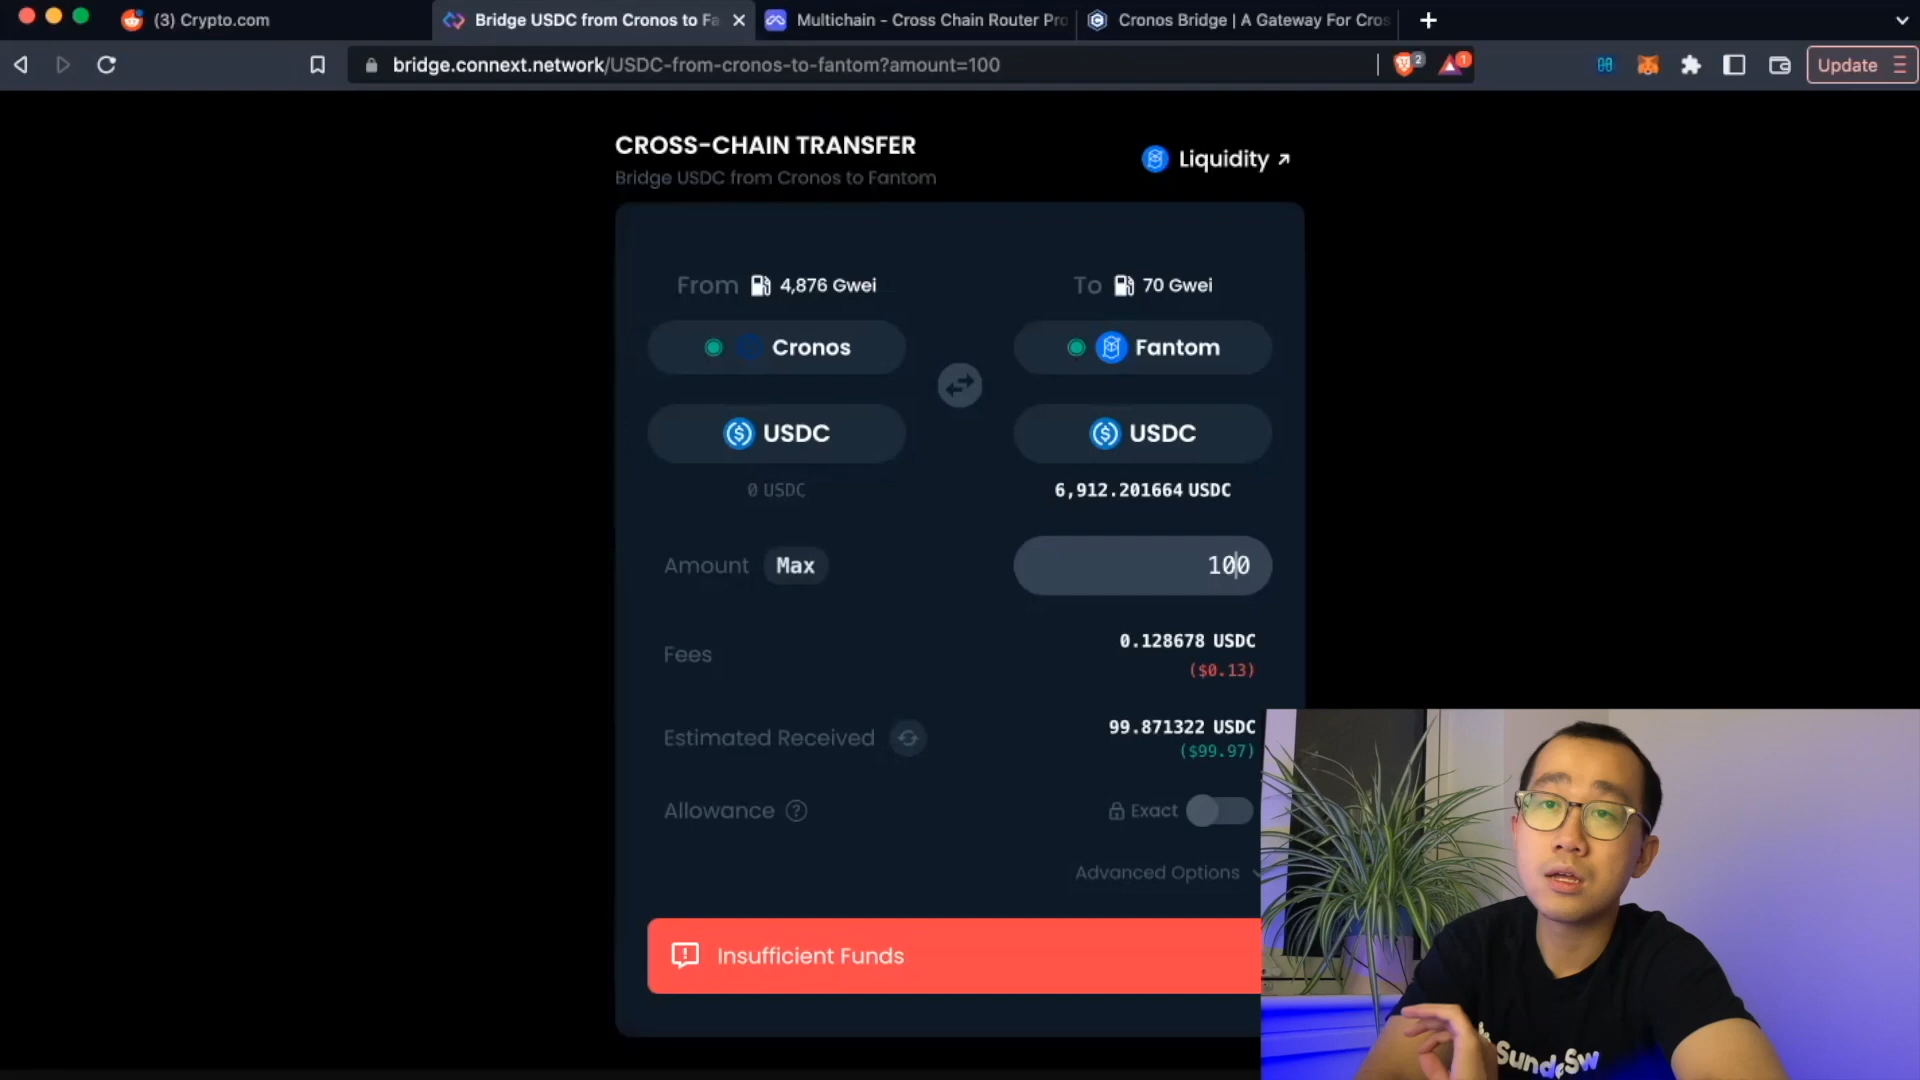 (3) Crypto.com
Bridge USDC from Cronos to Fa
Multichain - Cross Chain Router Pro
Cronos Bridge | A Gateway For Cros
bridge.connext.network/USDC-from-cronos-to-fantom?amount=100
2
1
Update
CROSS-CHAIN TRANSFER
Bridge USDC from Cronos to Fantom
Liquidity
From 4,876 Gwei
To 70 Gwei
Cronos
Fantom
USDC
USDC
0 USDC
6,912.201664 USDC
Amount Max
100
Fees
0.128678 USDC
($0.13)
Estimated Received
99.871322 USDC
($99.97)
Allowance ?
Exact
Advanced Options
Insufficient Funds